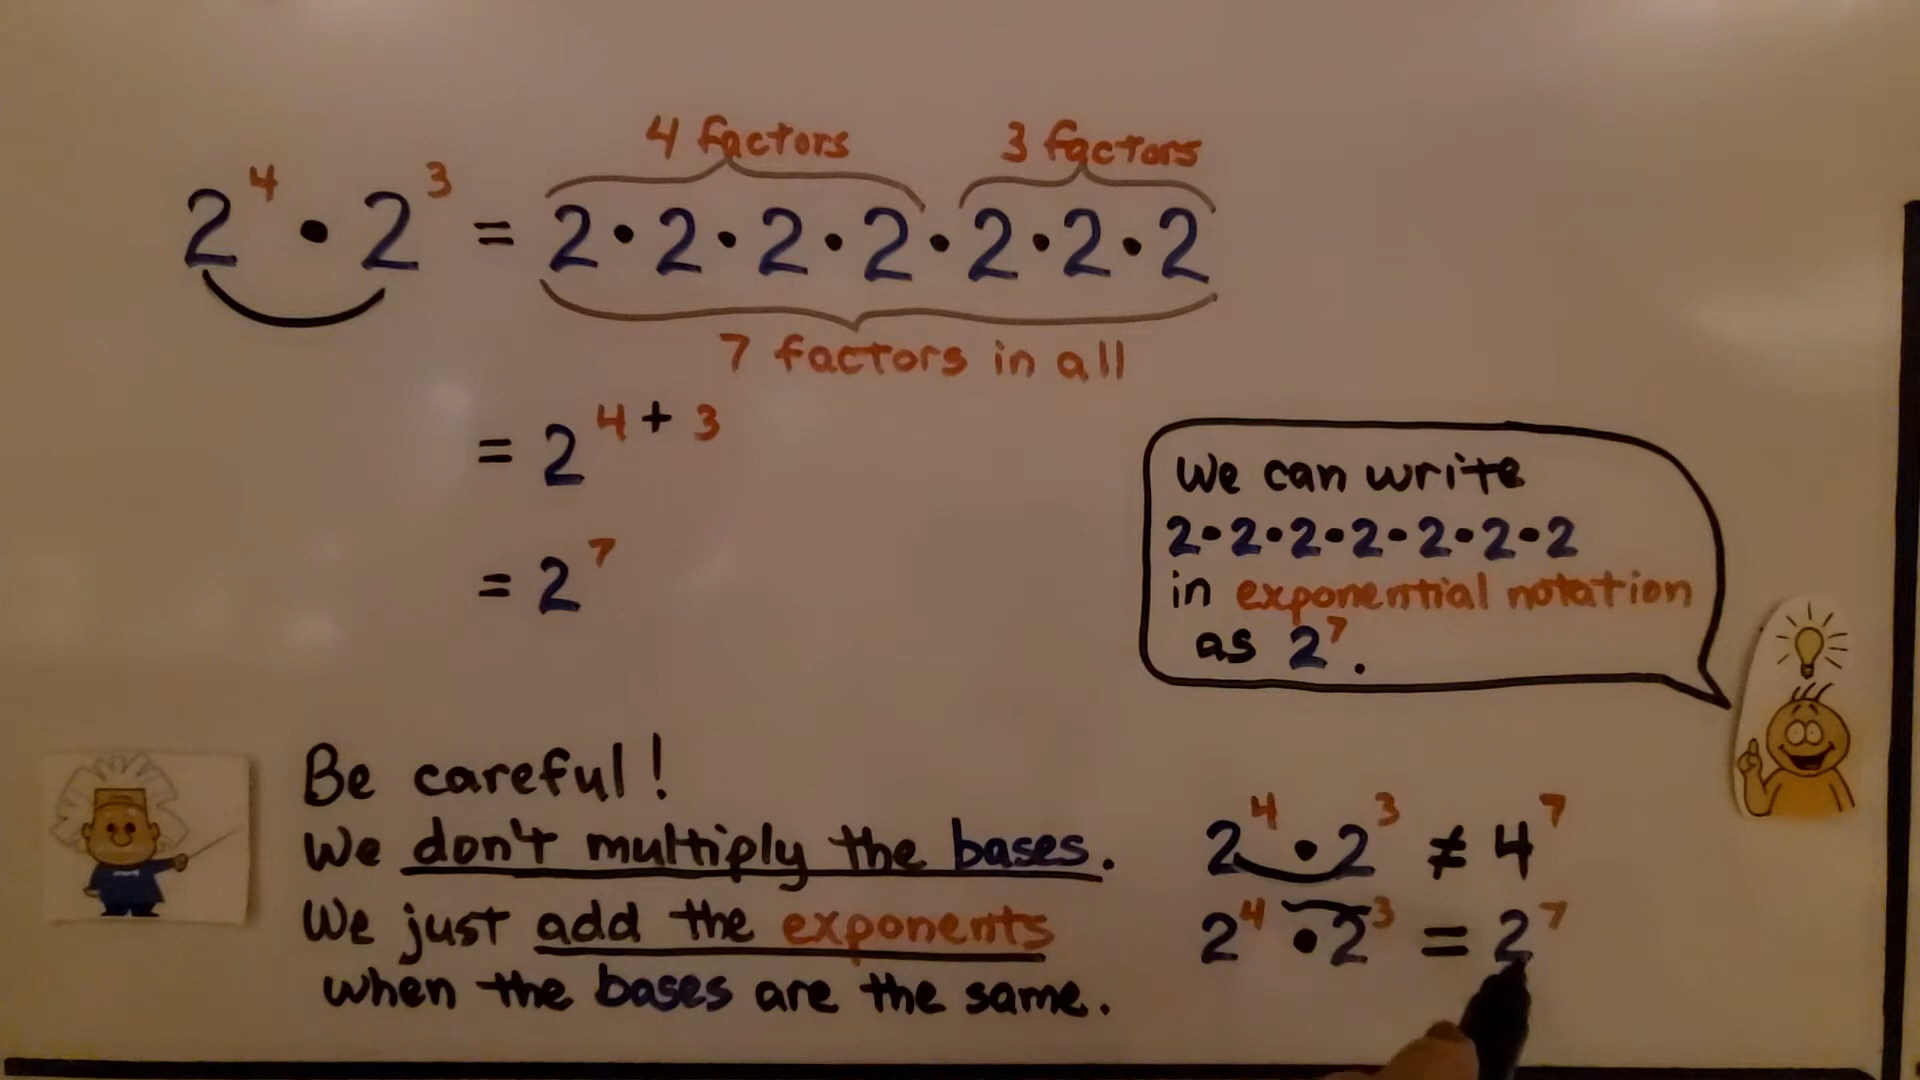 4 factors 3 factors
2⁴ • 2³ = 2 • 2 • 2 • 2 • 2 • 2 • 2
7 factors in all
= 2⁴ ⁺ ³
= 2⁷
We can write
2•2•2•2•2•2•2
in exponential notation
as 2⁷.
Be careful!
We don't multiply the bases.
We just add the exponents
when the bases are the same.
2⁴ • 2³ ≠ 4⁷
2⁴ • 2³ = 2⁷